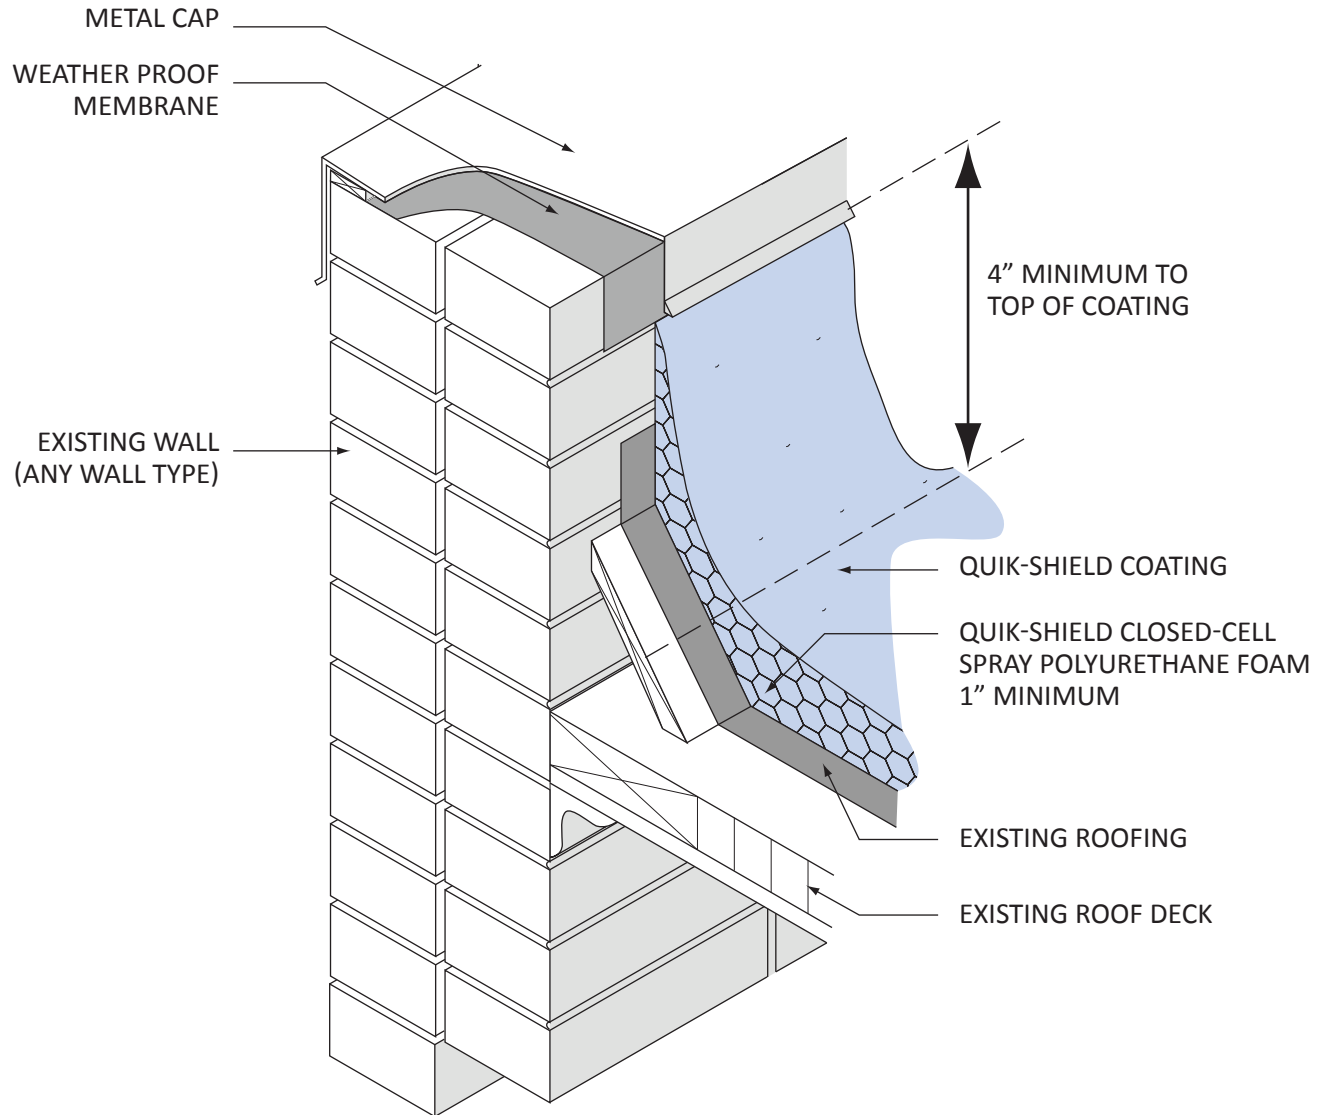 METAL CAP
WEATHER PROOF
MEMBRANE
4” MINIMUM TO
TOP OF COATING
EXISTING WALL
(ANY WALL TYPE)
QUIK-SHIELD COATING
QUIK-SHIELD CLOSED-CELL
SPRAY POLYURETHANE FOAM
1” MINIMUM
EXISTING ROOFING
EXISTING ROOF DECK